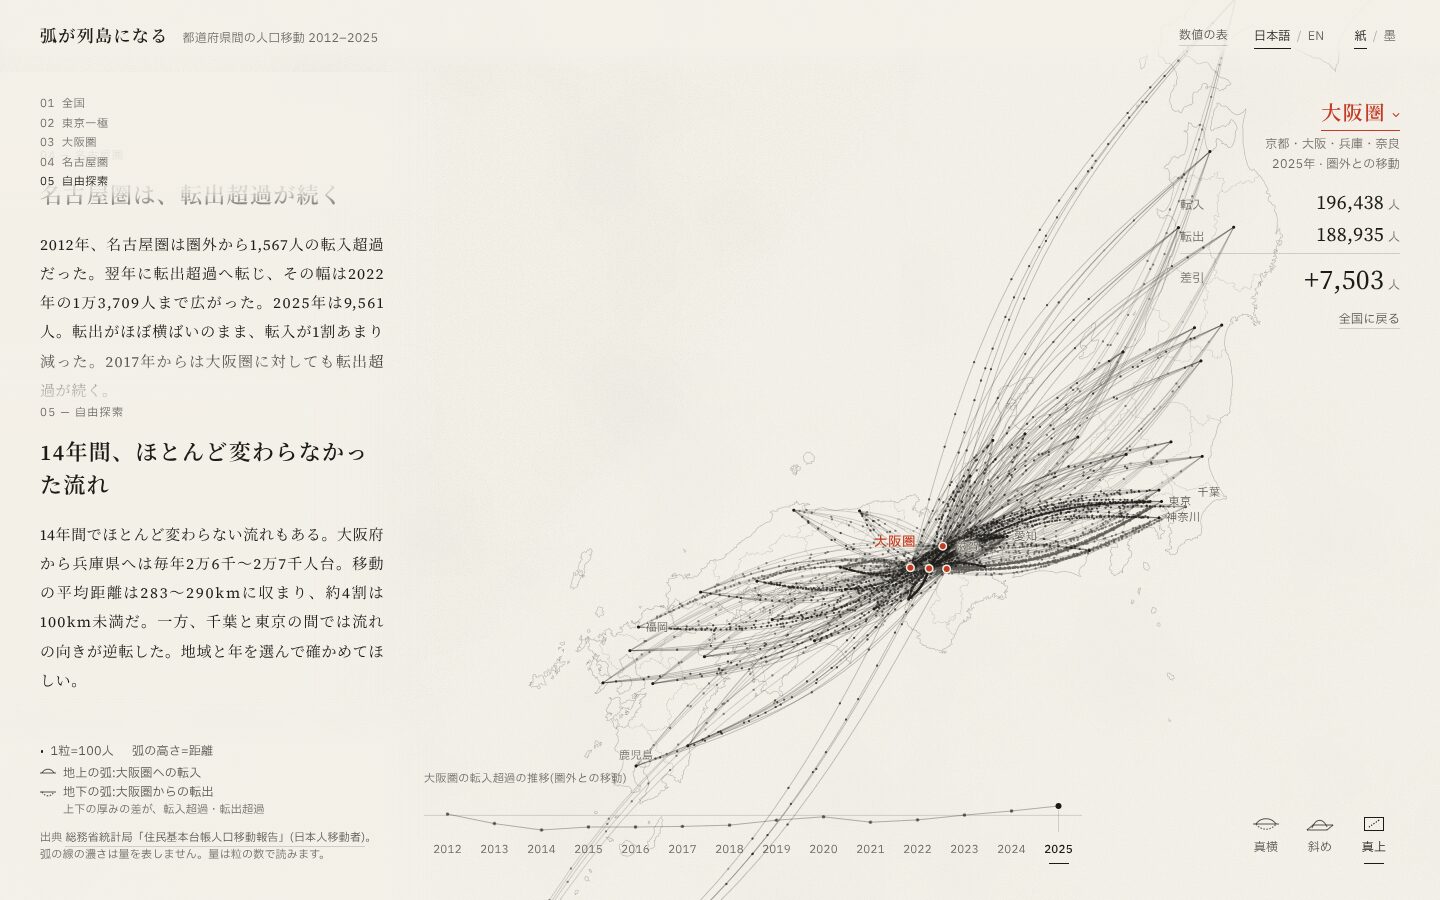 弧が列島になる 都道府県間の人口移動 2012–2025
数値の表 日本語 / EN 紙 / 墨
01 全国
02 東京一極
03 大阪圏
04 名古屋圏
05 自由探索
名古屋圏は、転出超過が続く
2012年、名古屋圏は圏外から1,567人の転入超過
だった。翌年に転出超過へ転じ、その幅は2022
年の1万3,709人まで広がった。2025年は9,561
人。転出がほぼ横ばいのまま、転入が1割あまり
減った。2017年からは大阪圏に対しても転出超
過が続く。
05 — 自由探索
14年間、ほとんど変わらなかっ
た流れ
14年間でほとんど変わらない流れもある。大阪府
から兵庫県へは毎年2万6千〜2万7千人台。移動
の平均距離は283〜290kmに収まり、約4割は
100km未満だ。一方、千葉と東京の間では流れ
の向きが逆転した。地域と年を選んで確かめてほ
しい。
1粒=100人 弧の高さ=距離
地上の弧:大阪圏への転入
地下の弧:大阪圏からの転出
上下の厚みの差が、転入超過・転出超過
出典 総務省統計局「住民基本台帳人口移動報告」(日本人移動者)。
弧の線の濃さは量を表しません。量は粒の数で読みます。
大阪圏
京都・大阪・兵庫・奈良
2025年・圏外との移動
転入 196,438 人
転出 188,935 人
差引 +7,503 人
全国に戻る
千葉
東京
神奈川
愛知
大阪圏
福岡
鹿児島
大阪圏の転入超過の推移(圏外との移動)
2012 2013 2014 2015 2016 2017 2018 2019 2020 2021 2022 2023 2024 2025
真横 斜め 真上